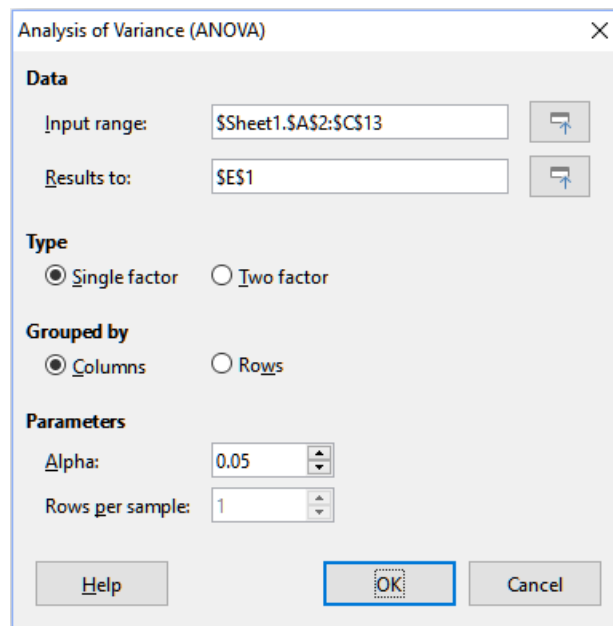 Analysis of Variance (ANOVA)
Data
Input range: $Sheet1.$A$2:$C$13
Results to: $E$1
Type
Single factor Two factor
Grouped by
Columns Rows
Parameters
Alpha: 0.05
Rows per sample: 1
Help OK Cancel